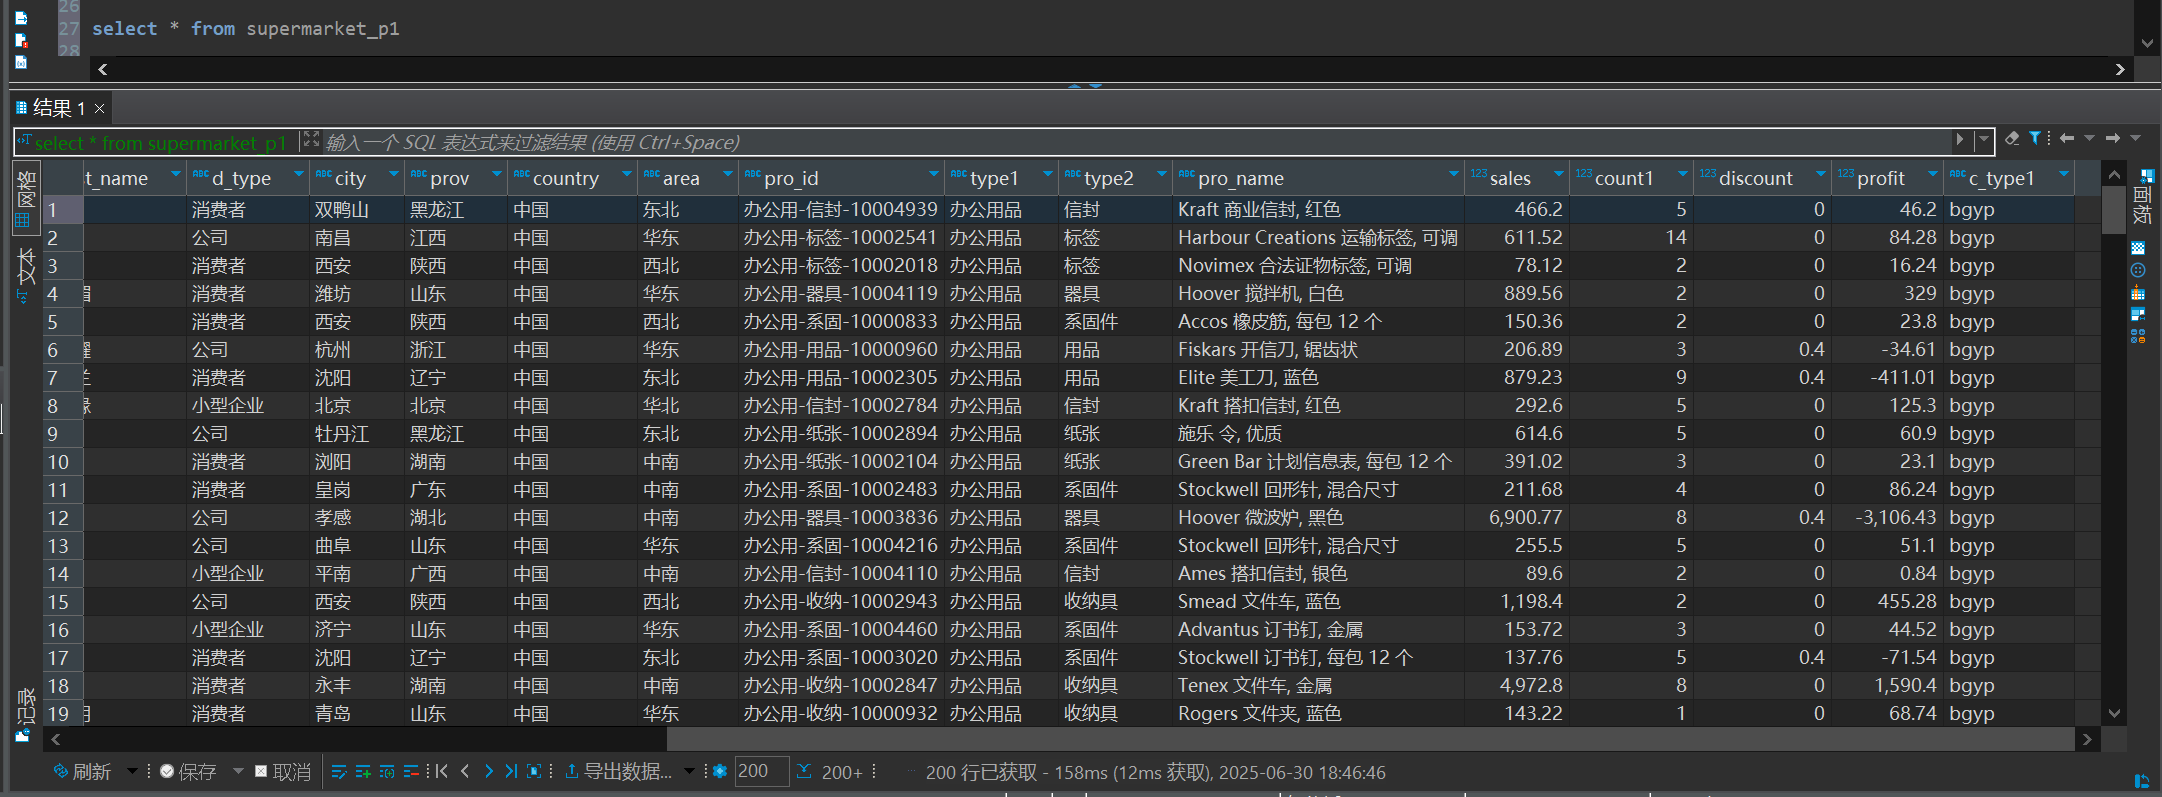 26
27 select * from supermarket_p1
28
结果 1 ×
select * from supermarket_p1 输入一个 SQL 表达式来过滤结果 (使用 Ctrl+Space)
网格
文本
记录
面板
t_name d_type city prov country area pro_id type1 type2 pro_name sales count1 discount profit c_type1
1 消费者 双鸭山 黑龙江 中国 东北 办公用-信封-10004939 办公用品 信封 Kraft 商业信封, 红色 466.2 5 0 46.2 bgyp
2 公司 南昌 江西 中国 华东 办公用-标签-10002541 办公用品 标签 Harbour Creations 运输标签, 可调 611.52 14 0 84.28 bgyp
3 消费者 西安 陕西 中国 西北 办公用-标签-10002018 办公用品 标签 Novimex 合法证物标签, 可调 78.12 2 0 16.24 bgyp
4 消费者 潍坊 山东 中国 华东 办公用-器具-10004119 办公用品 器具 Hoover 搅拌机, 白色 889.56 2 0 329 bgyp
5 消费者 西安 陕西 中国 西北 办公用-系固-10000833 办公用品 系固件 Accos 橡皮筋, 每包 12 个 150.36 2 0 23.8 bgyp
6 公司 杭州 浙江 中国 华东 办公用-用品-10000960 办公用品 用品 Fiskars 开信刀, 锯齿状 206.89 3 0.4 -34.61 bgyp
7 消费者 沈阳 辽宁 中国 东北 办公用-用品-10002305 办公用品 用品 Elite 美工刀, 蓝色 879.23 9 0.4 -411.01 bgyp
8 小型企业 北京 北京 中国 华北 办公用-信封-10002784 办公用品 信封 Kraft 搭扣信封, 红色 292.6 5 0 125.3 bgyp
9 公司 牡丹江 黑龙江 中国 东北 办公用-纸张-10002894 办公用品 纸张 施乐 令, 优质 614.6 5 0 60.9 bgyp
10 消费者 浏阳 湖南 中国 中南 办公用-纸张-10002104 办公用品 纸张 Green Bar 计划信息表, 每包 12 个 391.02 3 0 23.1 bgyp
11 消费者 皇岗 广东 中国 中南 办公用-系固-10002483 办公用品 系固件 Stockwell 回形针, 混合尺寸 211.68 4 0 86.24 bgyp
12 公司 孝感 湖北 中国 中南 办公用-器具-10003836 办公用品 器具 Hoover 微波炉, 黑色 6,900.77 8 0.4 -3,106.43 bgyp
13 公司 曲阜 山东 中国 华东 办公用-系固-10004216 办公用品 系固件 Stockwell 回形针, 混合尺寸 255.5 5 0 51.1 bgyp
14 小型企业 平南 广西 中国 中南 办公用-信封-10004110 办公用品 信封 Ames 搭扣信封, 银色 89.6 2 0 0.84 bgyp
15 公司 西安 陕西 中国 西北 办公用-收纳-10002943 办公用品 收纳具 Smead 文件车, 蓝色 1,198.4 2 0 455.28 bgyp
16 小型企业 济宁 山东 中国 华东 办公用-系固-10004460 办公用品 系固件 Advantus 订书钉, 金属 153.72 3 0 44.52 bgyp
17 消费者 沈阳 辽宁 中国 东北 办公用-系固-10003020 办公用品 系固件 Stockwell 订书钉, 每包 12 个 137.76 5 0.4 -71.54 bgyp
18 消费者 永丰 湖南 中国 中南 办公用-收纳-10002847 办公用品 收纳具 Tenex 文件车, 金属 4,972.8 8 0 1,590.4 bgyp
19 消费者 青岛 山东 中国 华东 办公用-收纳-10000932 办公用品 收纳具 Rogers 文件夹, 蓝色 143.22 1 0 68.74 bgyp
刷新 保存 取消 导出数据... 200 200+ 200 行已获取 - 158ms (12ms 获取), 2025-06-30 18:46:46